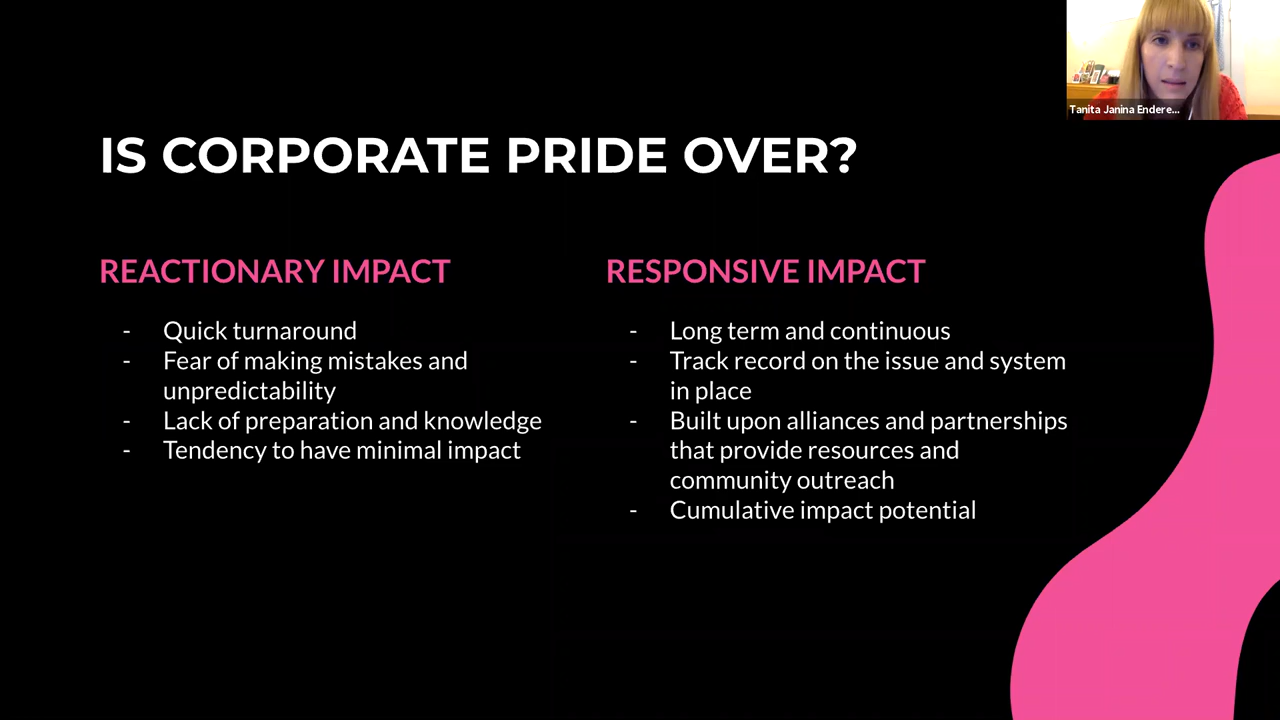 Tanita Janina Endere...
IS CORPORATE PRIDE OVER?
REACTIONARY IMPACT
- Quick turnaround
- Fear of making mistakes and
unpredictability
- Lack of preparation and knowledge
- Tendency to have minimal impact
RESPONSIVE IMPACT
- Long term and continuous
- Track record on the issue and system
in place
- Built upon alliances and partnerships
that provide resources and
community outreach
- Cumulative impact potential